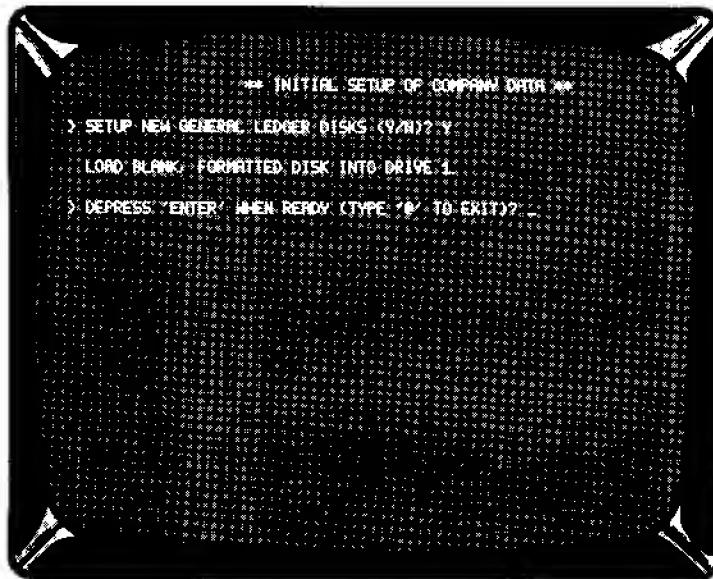 ** INITIAL SETUP OF COMPANY DATA **
> SETUP NEW GENERAL LEDGER DISKS (Y/N)? Y
LOAD BLANK, FORMATTED DISK INTO DRIVE 1.
> DEPRESS 'ENTER' WHEN READY (TYPE '@' TO EXIT)? _